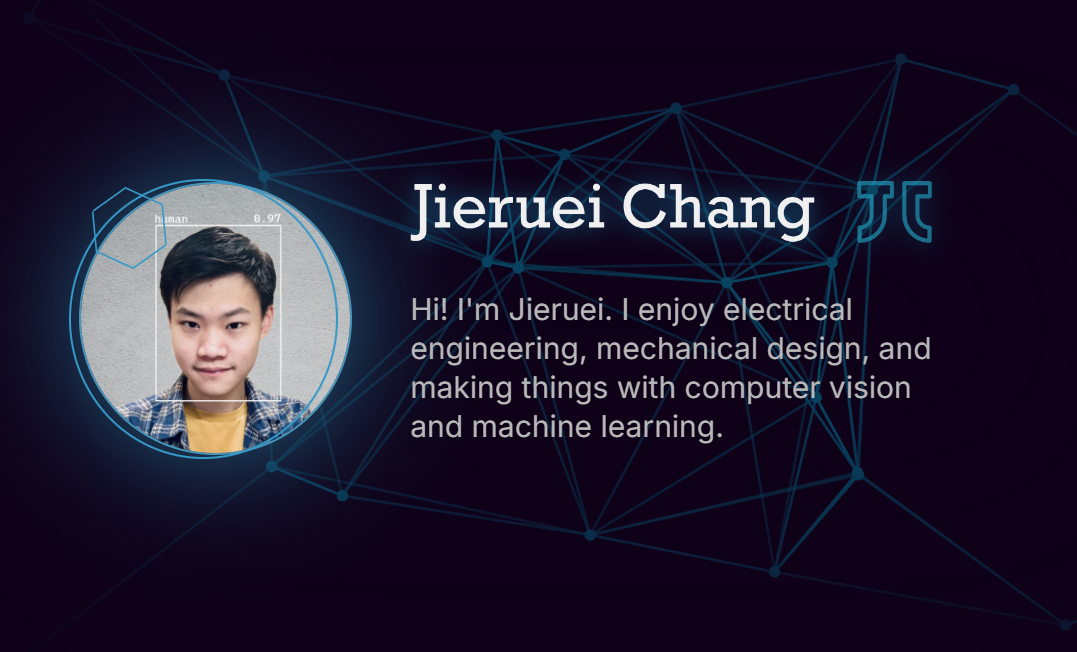 human 0.97
Jieruei Chang JC
Hi! I'm Jieruei. I enjoy electrical
engineering, mechanical design, and
making things with computer vision
and machine learning.